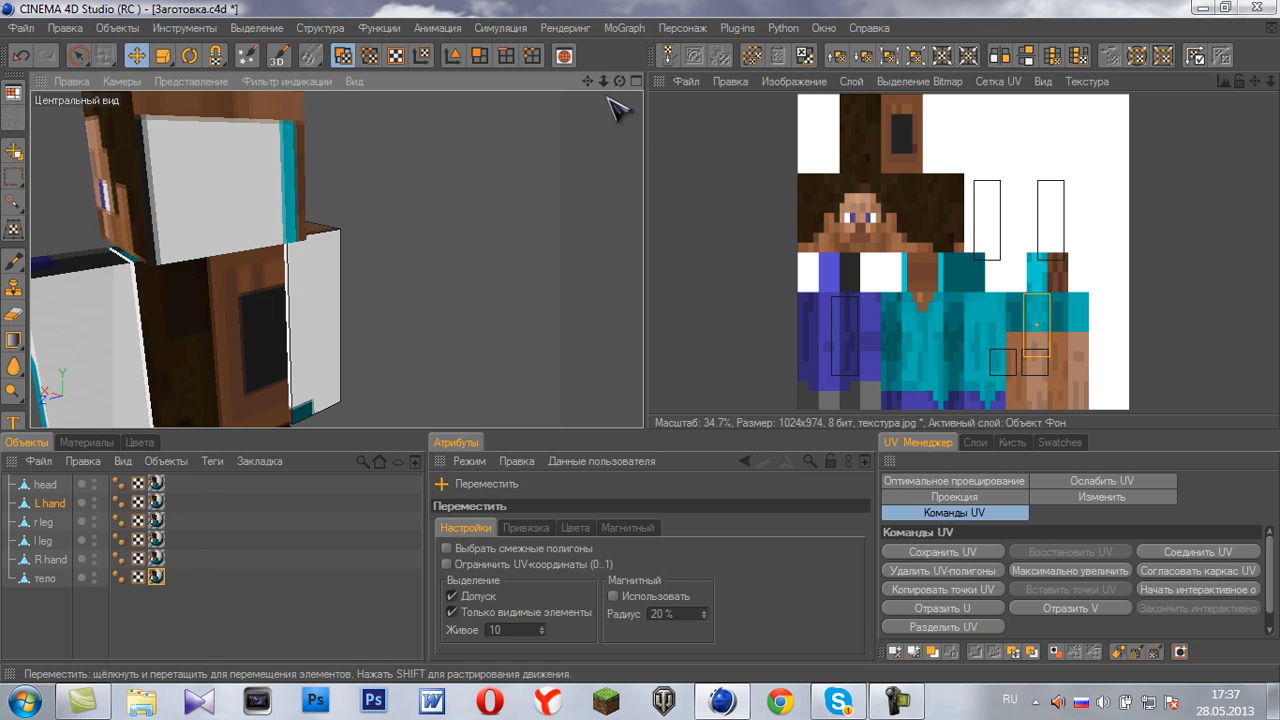 CINEMA 4D Studio (RC ) - [Заготовка.c4d *]
Файл Правка Объекты Инструменты Выделение Структура Функции Анимация Симуляция Рендеринг MoGraph Персонаж Plug-ins Python Окно Справка
3D
Правка Камеры Представление Фильтр индикации Вид
Файл Правка Изображение Слой Выделение Bitmap Сетка UV Вид Текстура
Центральный вид
Y
X
Z
Масштаб: 34.7%, Размер: 1024x974, 8 бит, текстура.jpg *, Активный слой: Объект Фон
Объекты Материалы Цвета
Атрибуты
UV Менеджер Слои Кисть Swatches
Файл Правка Вид Объекты Теги Закладка
Режим Правка Данные пользователя
head
L hand
r leg
l leg
R hand
тело
Переместить
Переместить
Настройки Привязка Цвета Магнитный
Выбрать смежные полигоны
Ограничить UV-координаты (0..1)
Выделение
Магнитный
Допуск
Использовать
Только видимые элементы
Радиус 20 %
Живое 10
Оптимальное проецирование Ослабить UV
Проекция Изменить
Команды UV
Команды UV
Сохранить UV Восстановить UV Соединить UV
Удалить UV-полигоны Максимально увеличить Согласовать каркас UV
Копировать точки UV Вставить точки UV Начать интерактивное о
Отразить U Отразить V Закончить интерактивно
Разделить UV
Переместить: щёлкнуть и перетащить для перемещения элементов. Нажать SHIFT для растрирования движения.
Ps Ps W
RU
17:37
28.05.2013